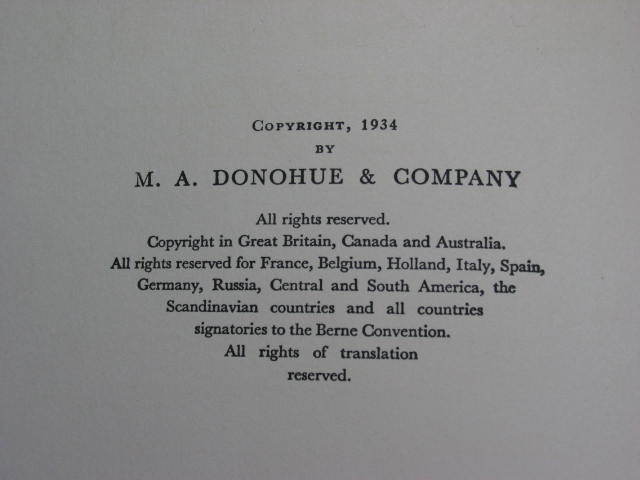 COPYRIGHT, 1934
BY
M. A. DONOHUE & COMPANY
All rights reserved.
Copyright in Great Britain, Canada and Australia.
All rights reserved for France, Belgium, Holland, Italy, Spain,
Germany, Russia, Central and South America, the
Scandinavian countries and all countries
signatories to the Berne Convention.
All rights of translation
reserved.